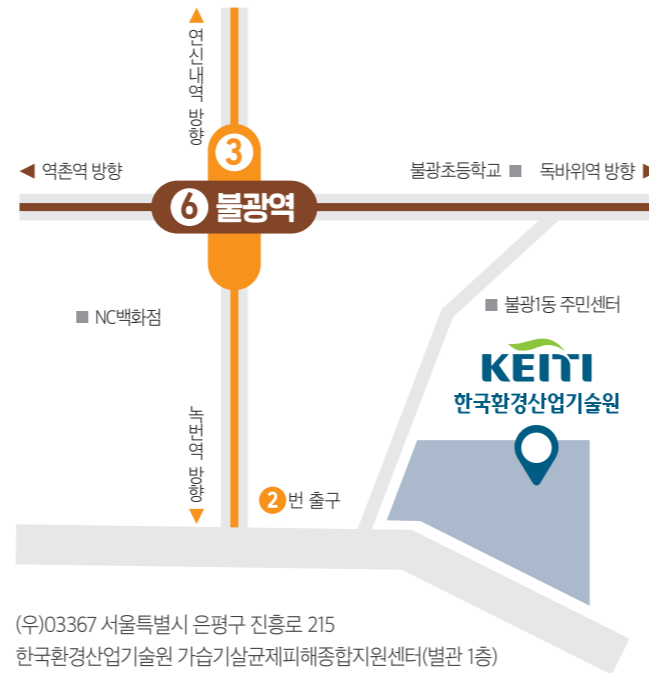 연신내역 방향
3
역촌역 방향
불광초등학교
독바위역 방향
6 불광역
NC백화점
불광1동 주민센터
KEITI
한국환경산업기술원
녹번역 방향
2번 출구
(우)03367 서울특별시 은평구 진흥로 215
한국환경산업기술원 가습기살균제피해종합지원센터(별관 1층)